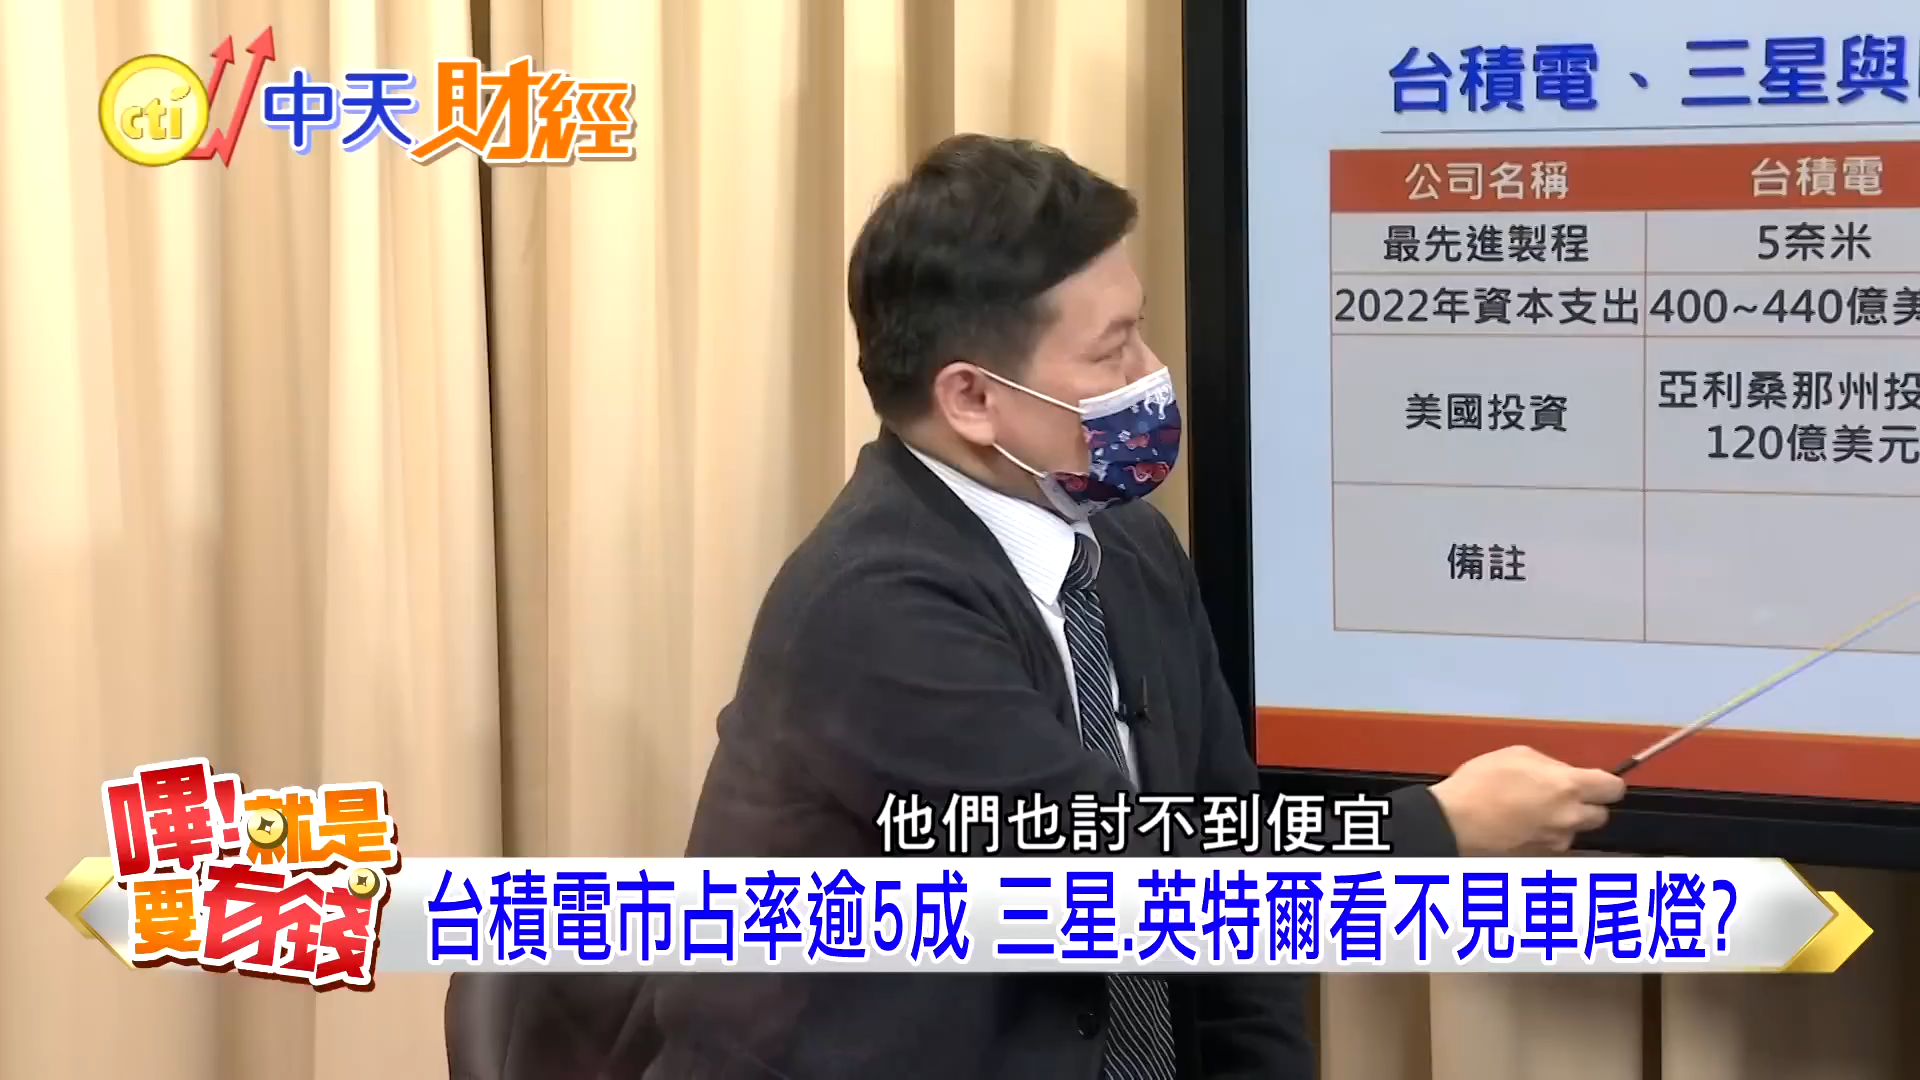 cti 中天財經
台積電、三星與
公司名稱 台積電
最先進製程 5奈米
2022年資本支出 400~440億美
美國投資 亞利桑那州投
120億美元
備註
他們也討不到便宜
嗶!就是
要有錢
台積電市占率逾5成 三星.英特爾看不見車尾燈?